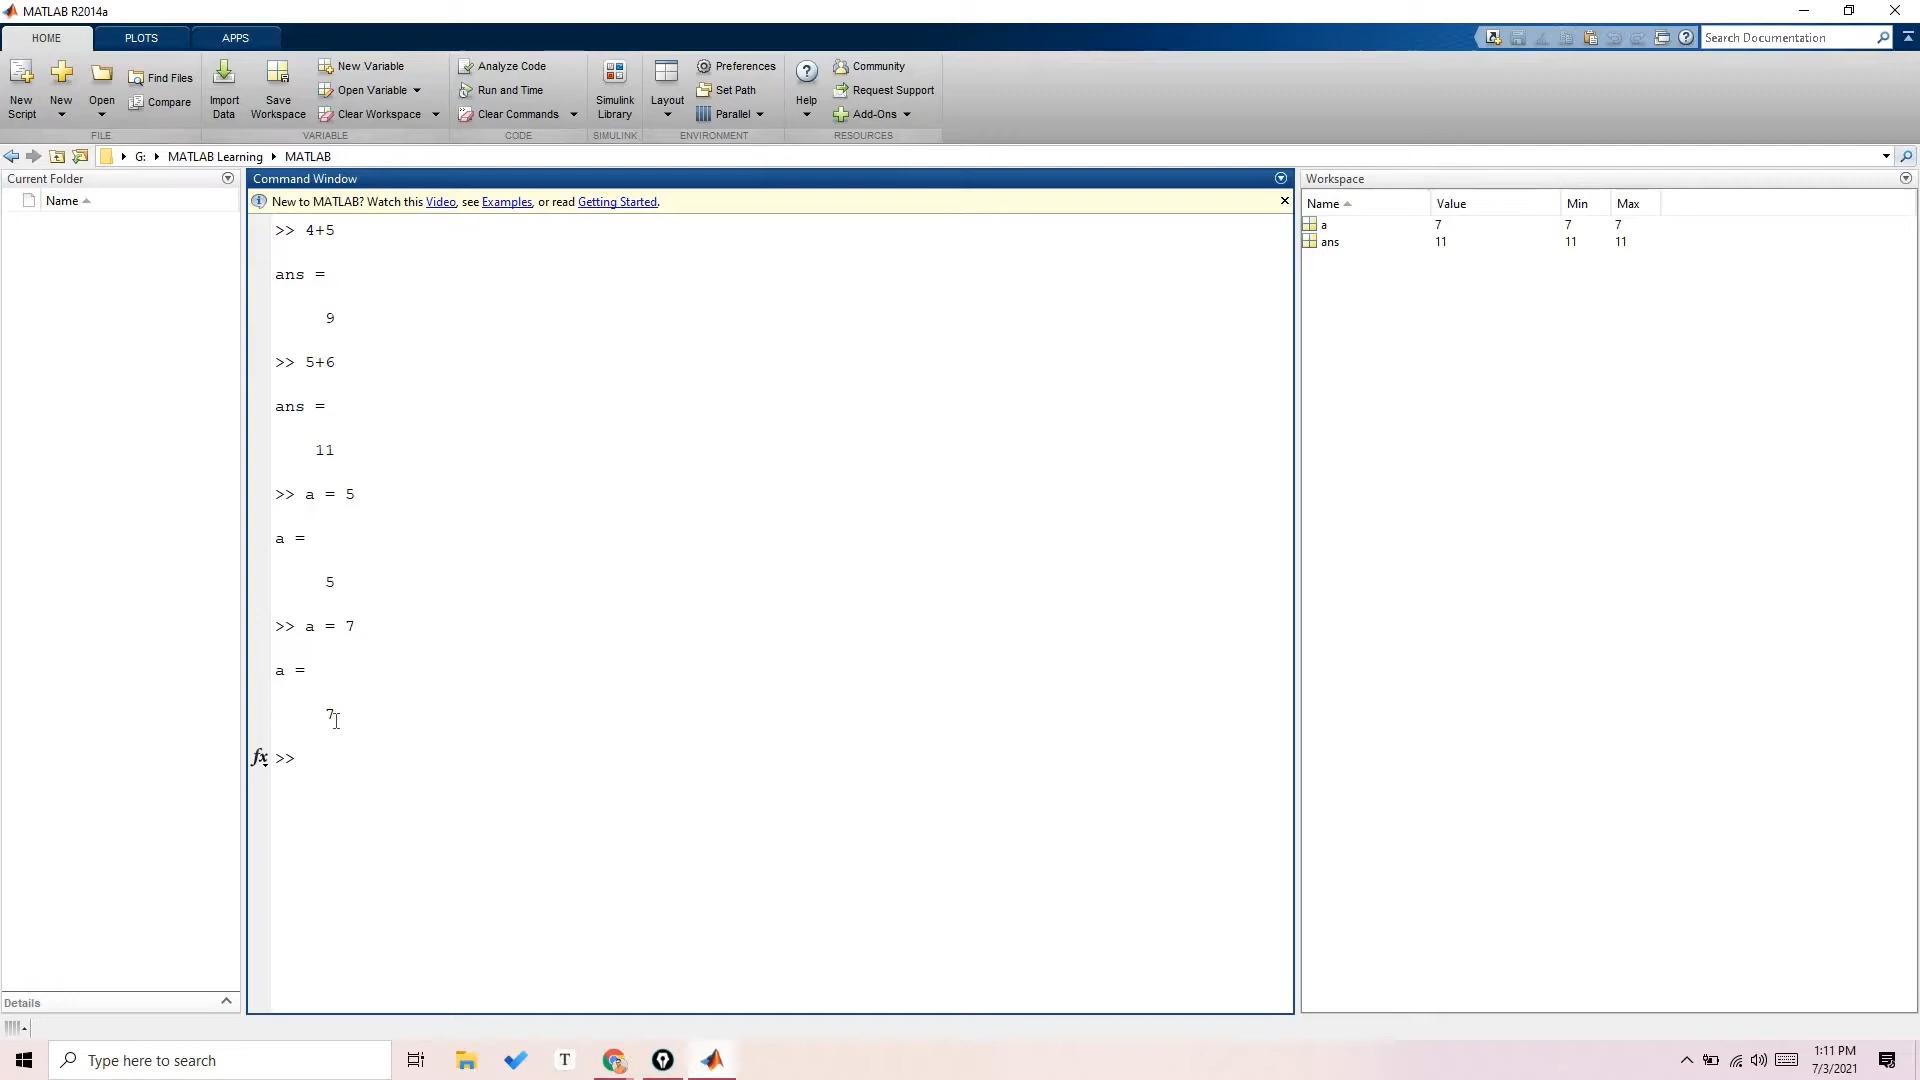 MATLAB R2014a
HOME PLOTS APPS
Search Documentation
New Script
New
Open
Find Files
Compare
Import Data
Save Workspace
New Variable
Open Variable
Clear Workspace
Analyze Code
Run and Time
Clear Commands
Simulink Library
Layout
Preferences
Set Path
Parallel
Help
Community
Request Support
Add-Ons
FILE VARIABLE CODE SIMULINK ENVIRONMENT RESOURCES
G: MATLAB Learning MATLAB
Current Folder
Name
Command Window
New to MATLAB? Watch this Video, see Examples, or read Getting Started.
>> 4+5
ans =
9
>> 5+6
ans =
11
>> a = 5
a =
5
>> a = 7
a =
7
fx >>
Workspace
Name Value Min Max
a 7 7 7
ans 11 11 11
Details
Type here to search
T
1:11 PM
7/3/2021